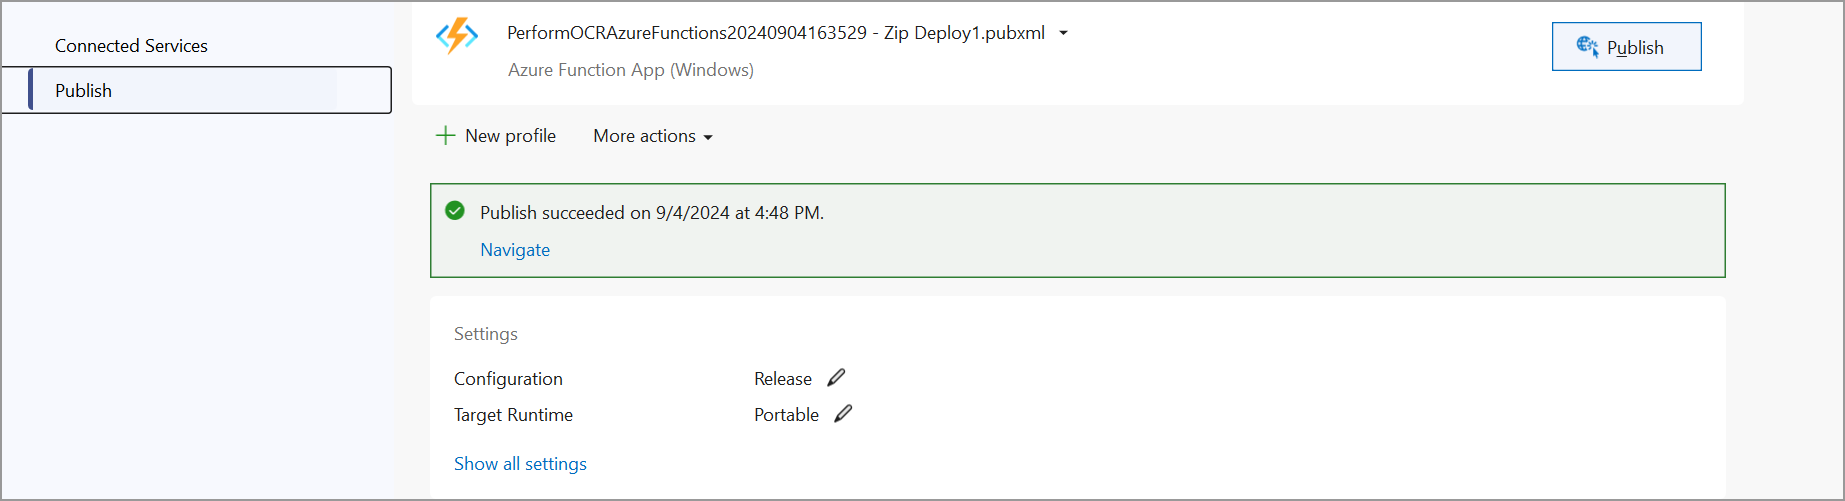 Connected Services
Publish
PerformOCRAzureFunctions20240904163529 - Zip Deploy1.pubxml
Azure Function App (Windows)
Publish
New profile
More actions
Publish succeeded on 9/4/2024 at 4:48 PM.
Navigate
Settings
Configuration Release
Target Runtime Portable
Show all settings